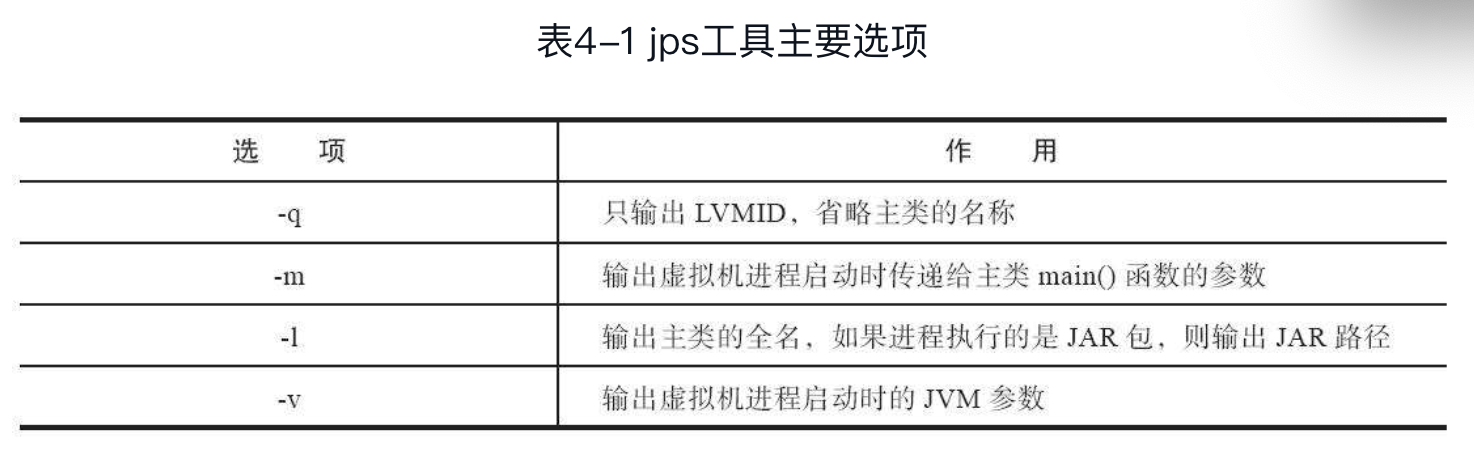 表4-1 jps工具主要选项
选 项 作 用
-q 只输出 LVMID，省略主类的名称
-m 输出虚拟机进程启动时传递给主类 main() 函数的参数
-l 输出主类的全名，如果进程执行的是 JAR 包，则输出 JAR 路径
-v 输出虚拟机进程启动时的 JVM 参数